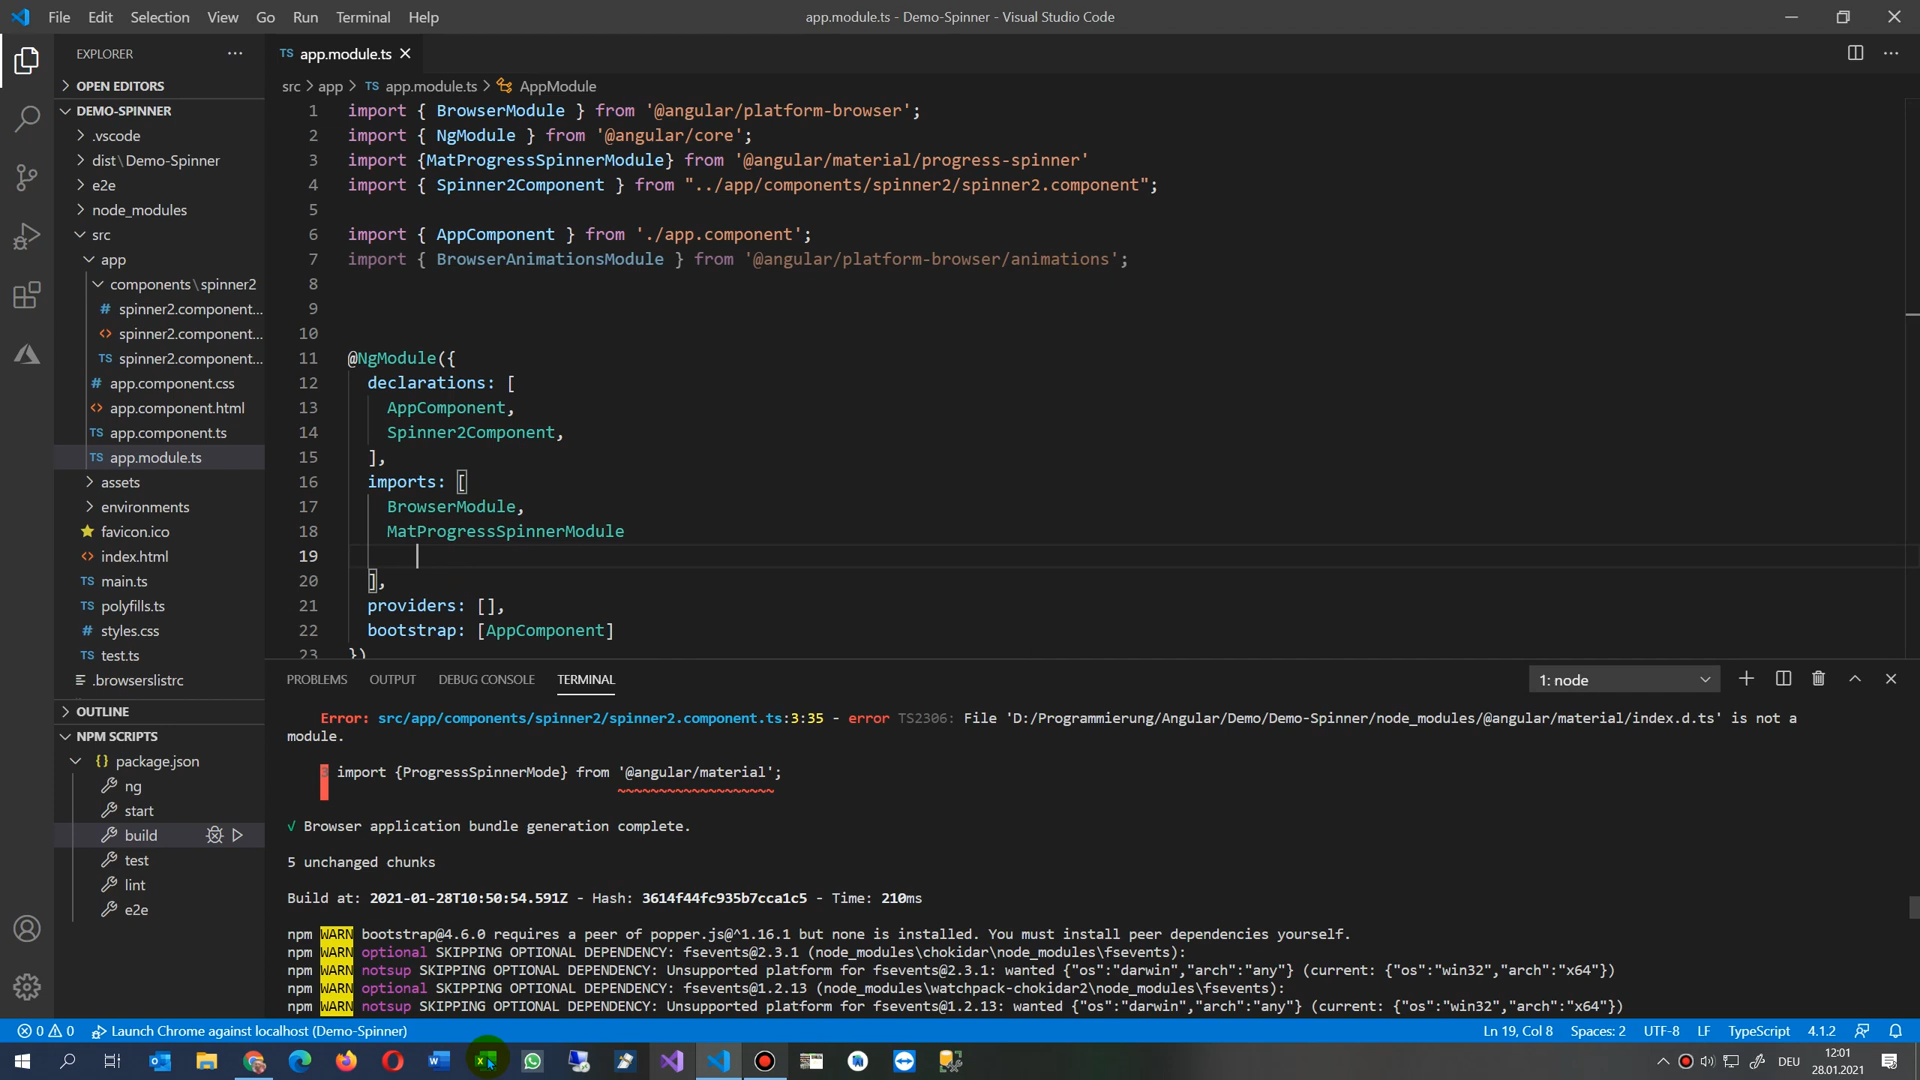 File Edit Selection View Go Run Terminal Help
app.module.ts - Demo-Spinner - Visual Studio Code
EXPLORER
OPEN EDITORS
DEMO-SPINNER
.vscode
dist\Demo-Spinner
e2e
node_modules
src
app
components\spinner2
# spinner2.component...
<> spinner2.component...
TS spinner2.component...
# app.component.css
<> app.component.html
TS app.component.ts
TS app.module.ts
assets
environments
favicon.ico
<> index.html
TS main.ts
TS polyfills.ts
# styles.css
TS test.ts
.browserslistrc
OUTLINE
NPM SCRIPTS
{} package.json
ng
start
build
test
lint
e2e
TS app.module.ts
src > app > TS app.module.ts > AppModule
1 import { BrowserModule } from '@angular/platform-browser';
2 import { NgModule } from '@angular/core';
3 import {MatProgressSpinnerModule} from '@angular/material/progress-spinner'
4 import { Spinner2Component } from "../app/components/spinner2/spinner2.component";
5
6 import { AppComponent } from './app.component';
7 import { BrowserAnimationsModule } from '@angular/platform-browser/animations';
8
9
10
11 @NgModule({
12 declarations: [
13 AppComponent,
14 Spinner2Component,
15 ],
16 imports: [
17 BrowserModule,
18 MatProgressSpinnerModule
19
20 ],
21 providers: [],
22 bootstrap: [AppComponent]
23 })
PROBLEMS OUTPUT DEBUG CONSOLE TERMINAL
1: node
Error: src/app/components/spinner2/spinner2.component.ts:3:35 - error TS2306: File 'D:/Programmierung/Angular/Demo/Demo-Spinner/node_modules/@angular/material/index.d.ts' is not a
module.
3 import {ProgressSpinnerMode} from '@angular/material';
~~~~~~~~~~~~~~~~~~~
√ Browser application bundle generation complete.
5 unchanged chunks
Build at: 2021-01-28T10:50:54.591Z - Hash: 3614f44fc935b7cca1c5 - Time: 210ms
npm WARN bootstrap@4.6.0 requires a peer of popper.js@^1.16.1 but none is installed. You must install peer dependencies yourself.
npm WARN optional SKIPPING OPTIONAL DEPENDENCY: fsevents@2.3.1 (node_modules\chokidar\node_modules\fsevents):
npm WARN notsup SKIPPING OPTIONAL DEPENDENCY: Unsupported platform for fsevents@2.3.1: wanted {"os":"darwin","arch":"any"} (current: {"os":"win32","arch":"x64"})
npm WARN optional SKIPPING OPTIONAL DEPENDENCY: fsevents@1.2.13 (node_modules\watchpack-chokidar2\node_modules\fsevents):
npm WARN notsup SKIPPING OPTIONAL DEPENDENCY: Unsupported platform for fsevents@1.2.13: wanted {"os":"darwin","arch":"any"} (current: {"os":"win32","arch":"x64"})
0 0 Launch Chrome against localhost (Demo-Spinner)
Ln 19, Col 8 Spaces: 2 UTF-8 LF TypeScript 4.1.2
DEU
12:01
28.01.2021